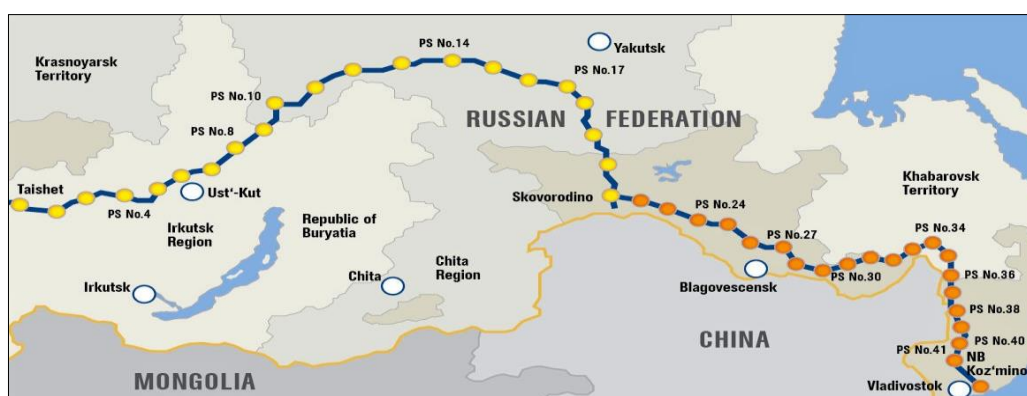 Krasnoyarsk
Territory
PS No.14
Yakutsk
PS No.17
PS No.10
PS No.8
RUSSIAN FEDERATION
Taishet
PS No.4
Ust'-Kut
Irkutsk
Region
Republic of
Buryatia
Skovorodino
PS No.24
Khabarovsk
Territory
PS No.27
PS No.34
Chita
Chita
Region
Irkutsk
Blagovescensk
PS No.30
PS No.36
PS No.38
CHINA
PS No.40
PS No.41
NB
Koz'mino
MONGOLIA
Vladivostok